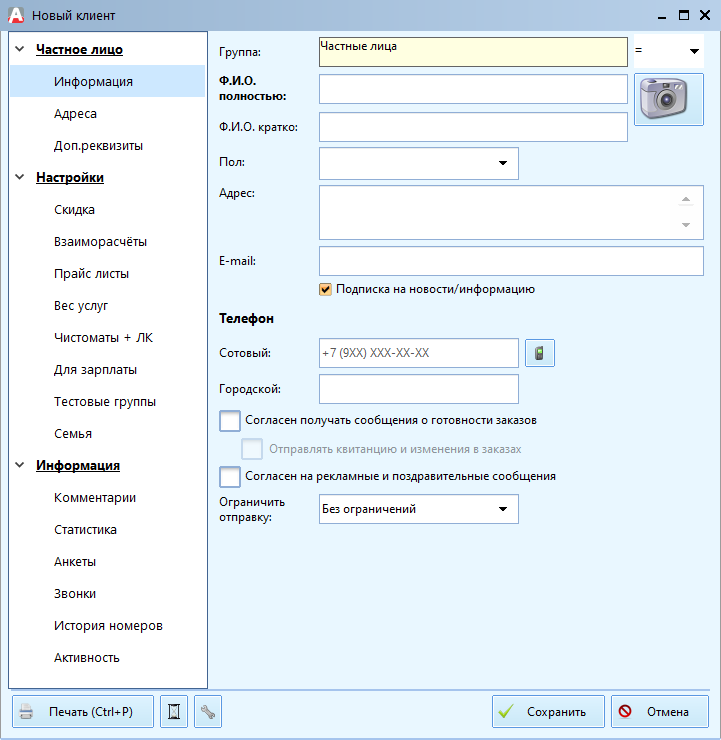 Новый клиент
Частное лицо
Информация
Адреса
Доп.реквизиты
Настройки
Скидка
Взаиморасчёты
Прайс листы
Вес услуг
Чистоматы + ЛК
Для зарплаты
Тестовые группы
Семья
Информация
Комментарии
Статистика
Анкеты
Звонки
История номеров
Активность
Группа:
Частные лица
=
Ф.И.О.
полностью:
Ф.И.О. кратко:
Пол:
Адрес:
E-mail:
Подписка на новости/информацию
Телефон
Сотовый:
+7 (9XX) XXX-XX-XX
Городской:
Согласен получать сообщения о готовности заказов
Отправлять квитанцию и изменения в заказах
Согласен на рекламные и поздравительные сообщения
Ограничить
отправку:
Без ограничений
Печать (Ctrl+P)
Сохранить
Отмена